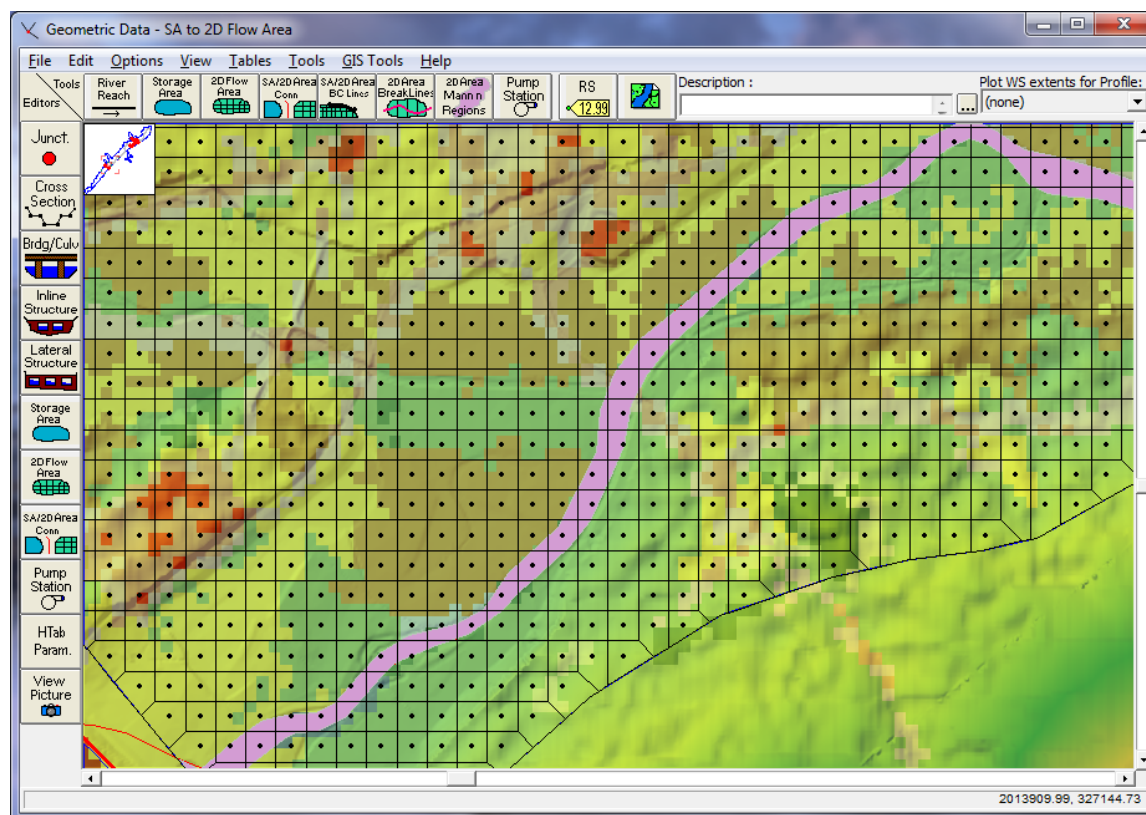 Geometric Data - SA to 2D Flow Area
File Edit Options View Tables Tools GIS Tools Help
Tools
Editors
River
Reach
Storage
Area
2D Flow
Area
SA/2D Area
Conn
SA/2D Area
BC Lines
2D Area
BreakLines
2D Area
Mann n
Regions
Pump
Station
RS
12.99
Description :
...
Plot WS extents for Profile:
(none)
Junct.
Cross
Section
Brdg/Culv
Inline
Structure
Lateral
Structure
Storage
Area
2D Flow
Area
SA/2D Area
Conn
Pump
Station
HTab
Param.
View
Picture
2013909.99, 327144.73